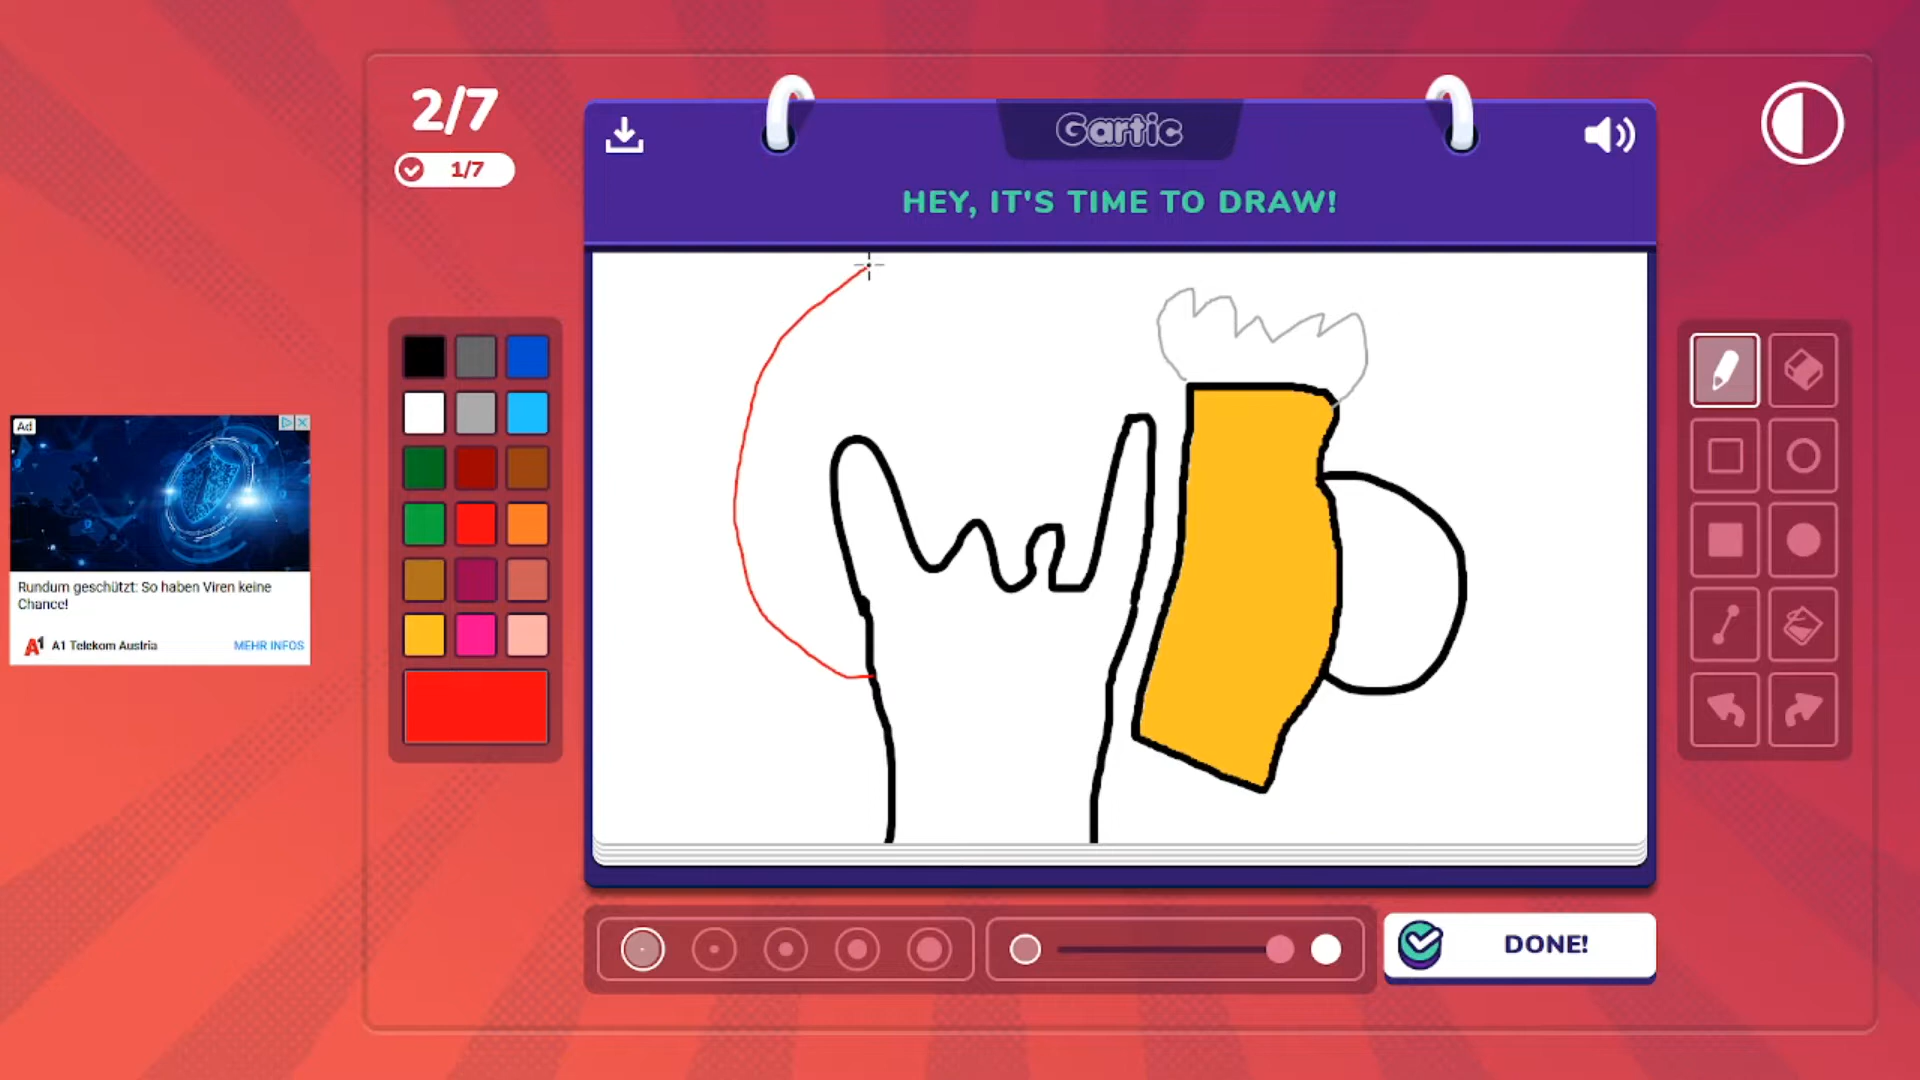 2/7
1/7
Gartic
HEY, IT'S TIME TO DRAW!
Ad
Rundum geschützt: So haben Viren keine
Chance!
A1 A1 Telekom Austria
MEHR INFOS
DONE!